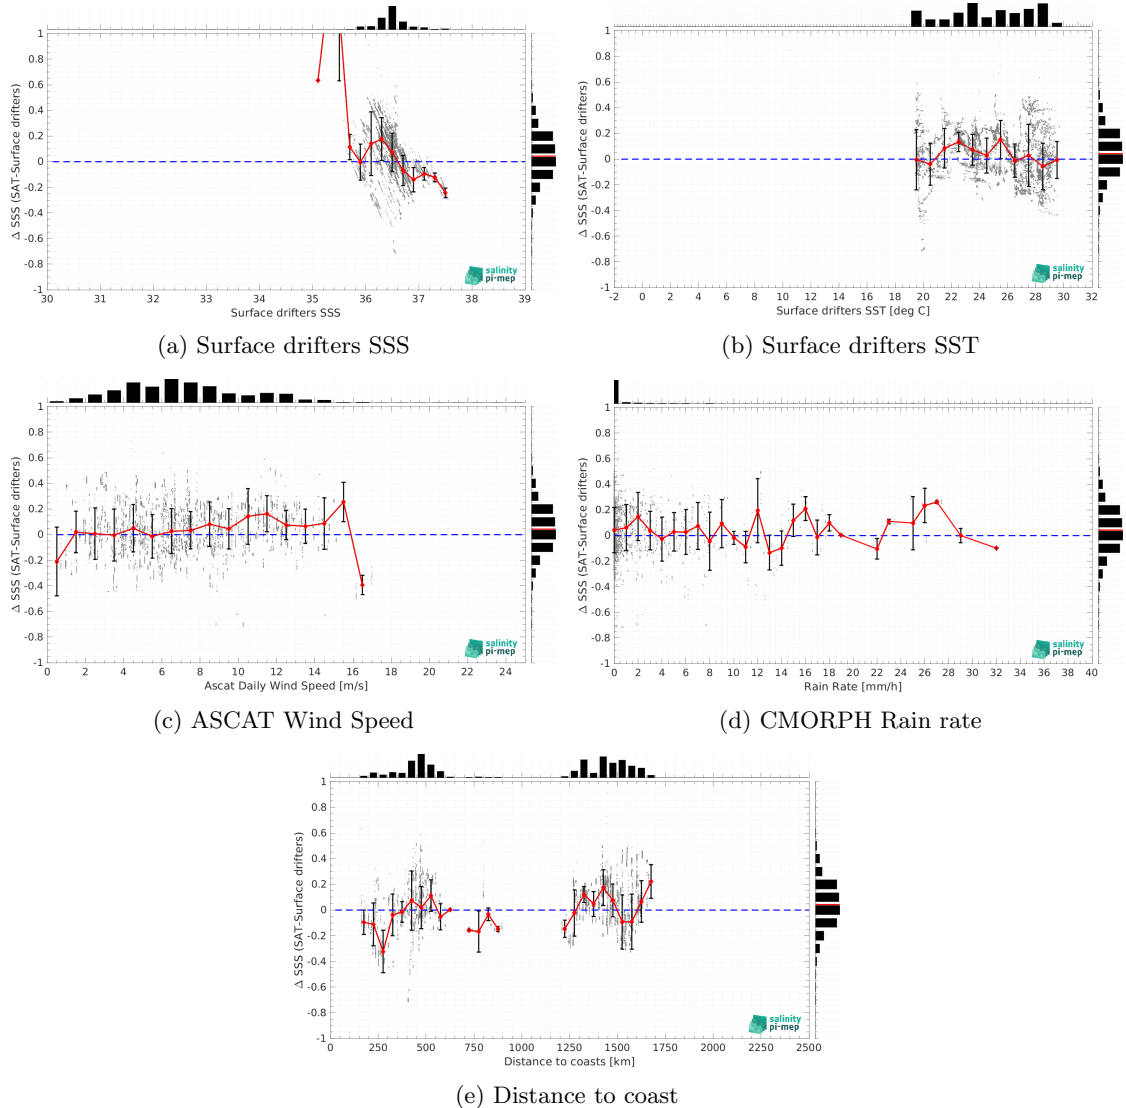 Δ SSS (SAT-Surface drifters)
1
0.8
0.6
0.4
0.2
0
-0.2
-0.4
-0.6
-0.8
-1
30 31 32 33 34 35 36 37 38 39
Surface drifters SSS
salinity
pi-mep
(a) Surface drifters SSS
Δ SSS (SAT-Surface drifters)
1
0.8
0.6
0.4
0.2
0
-0.2
-0.4
-0.6
-0.8
-1
-2 0 2 4 6 8 10 12 14 16 18 20 22 24 26 28 30 32
Surface drifters SST [deg C]
salinity
pi-mep
(b) Surface drifters SST
Δ SSS (SAT-Surface drifters)
1
0.8
0.6
0.4
0.2
0
-0.2
-0.4
-0.6
-0.8
-1
0 2 4 6 8 10 12 14 16 18 20 22 24
Ascat Daily Wind Speed [m/s]
salinity
pi-mep
(c) ASCAT Wind Speed
Δ SSS (SAT-Surface drifters)
1
0.8
0.6
0.4
0.2
0
-0.2
-0.4
-0.6
-0.8
-1
0 2 4 6 8 10 12 14 16 18 20 22 24 26 28 30 32 34 36 38 40
Rain Rate [mm/h]
salinity
pi-mep
(d) CMORPH Rain rate
Δ SSS (SAT-Surface drifters)
1
0.8
0.6
0.4
0.2
0
-0.2
-0.4
-0.6
-0.8
-1
0 250 500 750 1000 1250 1500 1750 2000 2250 2500
Distance to coasts [km]
salinity
pi-mep
(e) Distance to coast